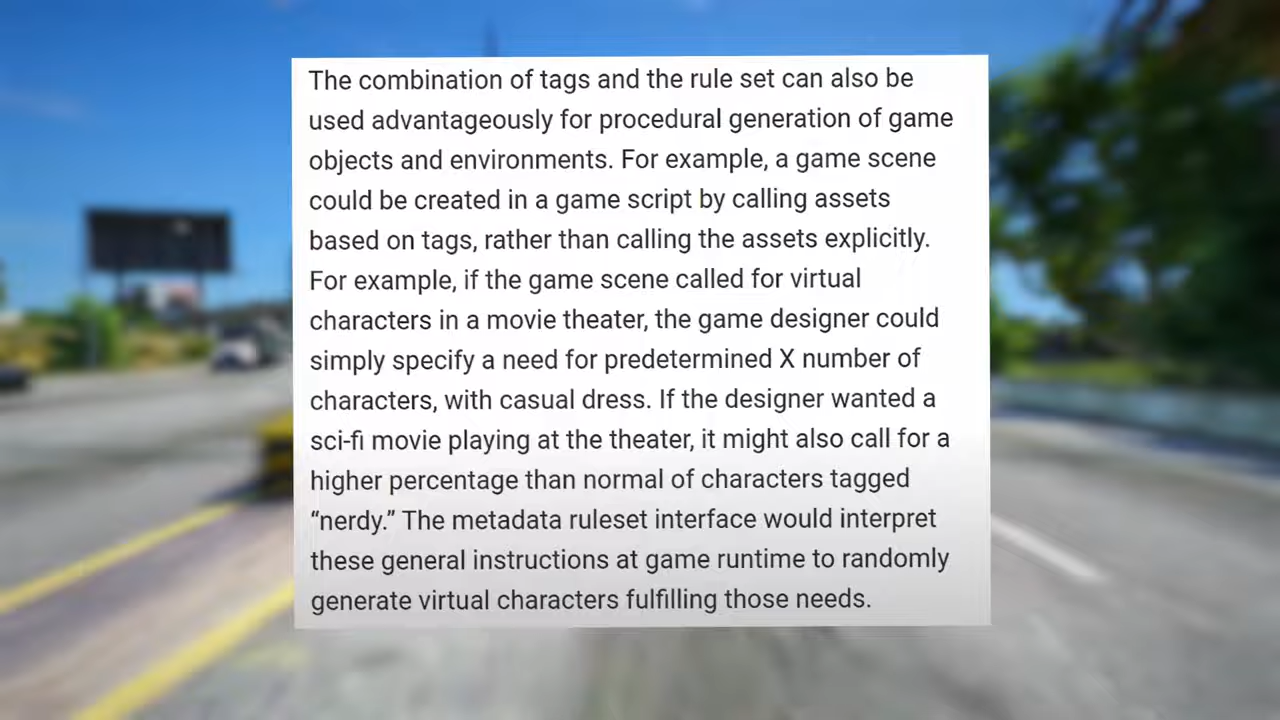 The combination of tags and the rule set can also be
used advantageously for procedural generation of game
objects and environments. For example, a game scene
could be created in a game script by calling assets
based on tags, rather than calling the assets explicitly.
For example, if the game scene called for virtual
characters in a movie theater, the game designer could
simply specify a need for predetermined X number of
characters, with casual dress. If the designer wanted a
sci-fi movie playing at the theater, it might also call for a
higher percentage than normal of characters tagged
“nerdy.” The metadata ruleset interface would interpret
these general instructions at game runtime to randomly
generate virtual characters fulfilling those needs.